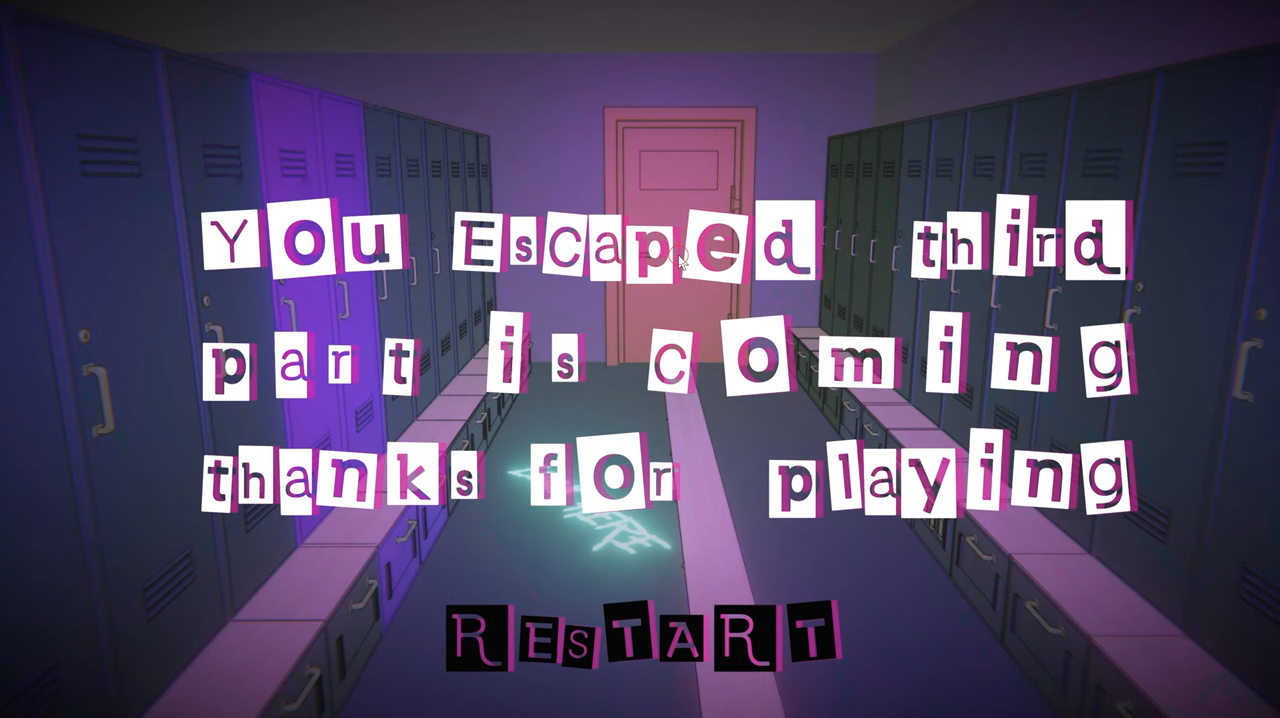 You EsCaped third
part is coming
thanks for playing
RESTART